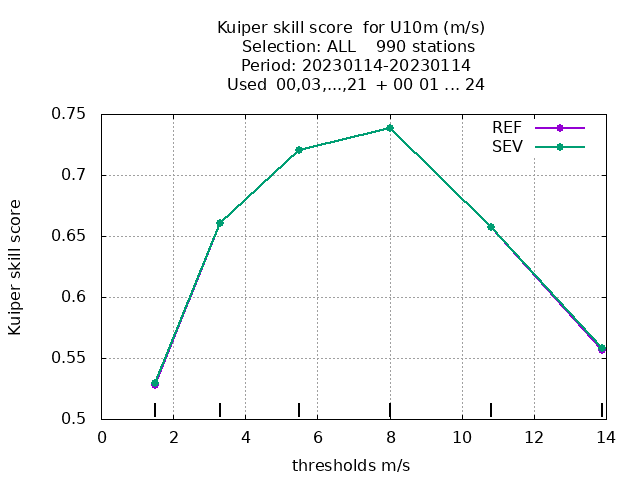 Kuiper skill score  for U10m (m/s)
Selection: ALL    990 stations
Period: 20230114-20230114
Used  00,03,...,21  + 00 01 ... 24
REF
SEV
0.75
0.7
0.65
0.6
0.55
0.5
Kuiper skill score
0 2 4 6 8 10 12 14
thresholds m/s